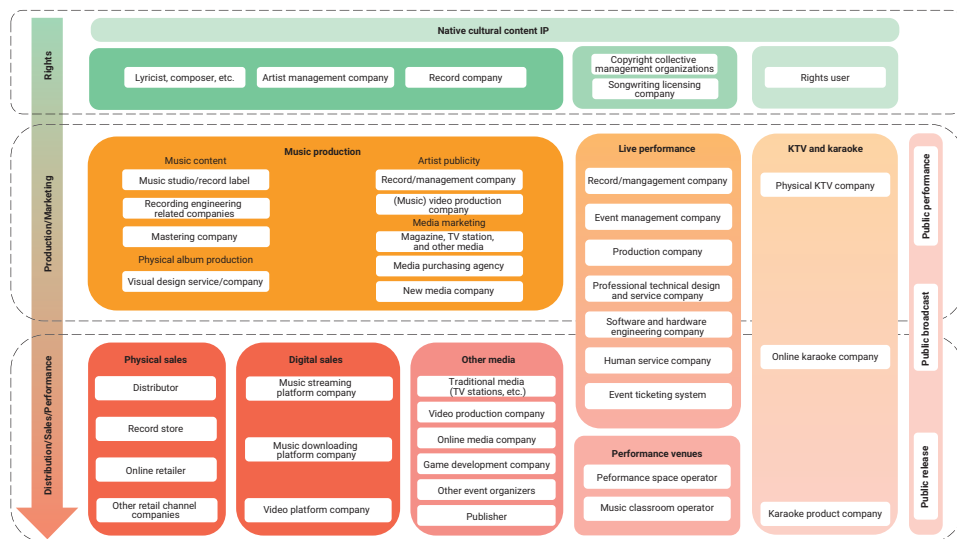 Native cultural content IP
Rights
Lyricist, composer, etc.
Artist management company
Record company
Copyright collective
management organizations
Songwriting licensing
company
Rights user
Production/Marketing
Music production
Music content
Music studio/record label
Recording engineering
related companies
Mastering company
Physical album production
Visual design service/company
Artist publicity
Record/management company
(Music) video production
company
Media marketing
Magazine, TV station,
and other media
Media purchasing agency
New media company
Live performance
Record/mangagement company
Event management company
Production company
Professional technical design
and service company
Software and hardware
engineering company
Human service company
Event ticketing system
KTV and karaoke
Physical KTV company
Online karaoke company
Karaoke product company
Public performance
Public broadcast
Public release
Distribution/Sales/Performance
Physical sales
Distributor
Record store
Online retailer
Other retail channel
companies
Digital sales
Music streaming
platform company
Music downloading
platform company
Video platform company
Other media
Traditional media
(TV stations, etc.)
Video production company
Online media company
Game development company
Other event organizers
Publisher
Performance venues
Peformance space operator
Music classroom operator